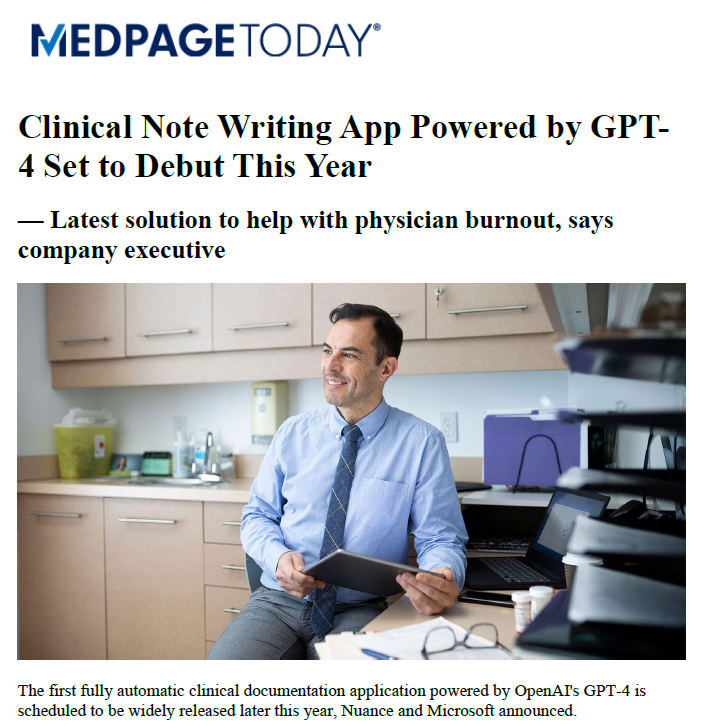 MEDPAGE TODAY®
Clinical Note Writing App Powered by GPT-
4 Set to Debut This Year
— Latest solution to help with physician burnout, says
company executive
The first fully automatic clinical documentation application powered by OpenAI's GPT-4 is
scheduled to be widely released later this year, Nuance and Microsoft announced.